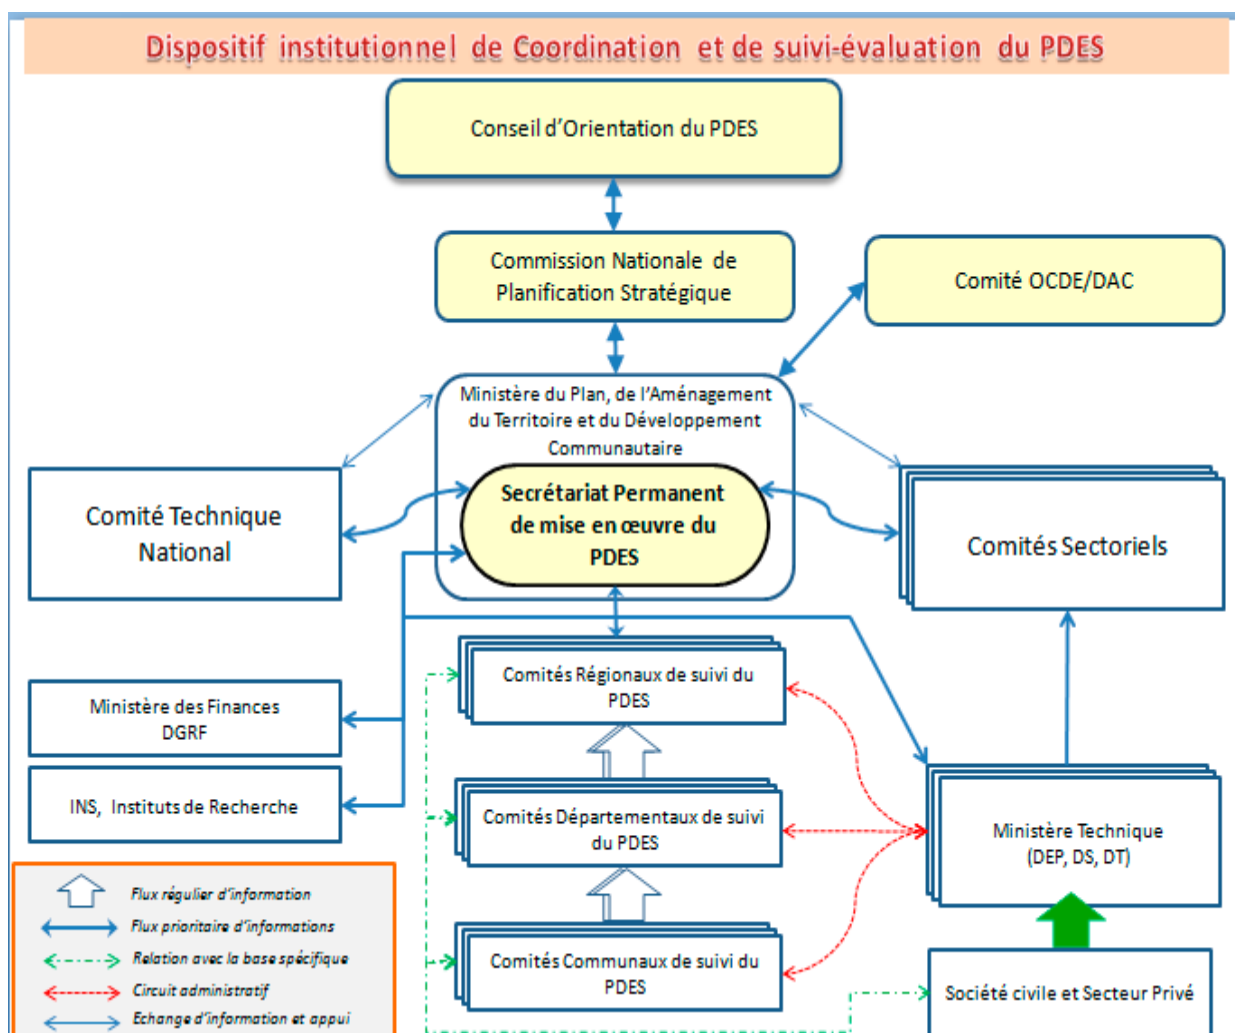 Dispositif institutionnel de Coordination et de suivi-évaluation du PDES
Conseil d'Orientation du PDES
Commission Nationale de
Planification Stratégique
Comité OCDE/DAC
Ministère du Plan, de l'Aménagement
du Territoire et du Développement
Communautaire
Secrétariat Permanent
de mise en œuvre du
PDES
Comité Technique
National
Comités Sectoriels
Comités Régionaux de suivi du
PDES
Ministère des Finances
DGRF
INS, Instituts de Recherche
Comités Départementaux de suivi
du PDES
Ministère Technique
(DEP, DS, DT)
Comités Communaux de suivi du
PDES
Société civile et Secteur Privé
Flux régulier d'information
Flux prioritaire d'informations
Relation avec la base spécifique
Circuit administratif
Echange d'information et appui